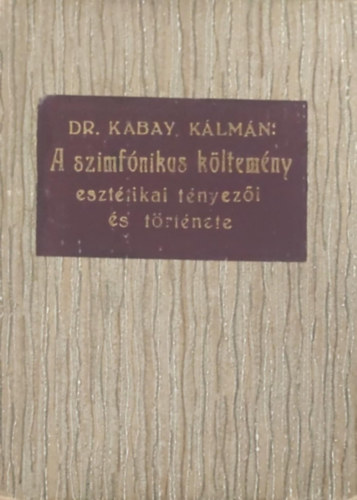 DR. KABAY KÁLMÁN:
A szimfónikus költemény
esztétikai tényezői
és története